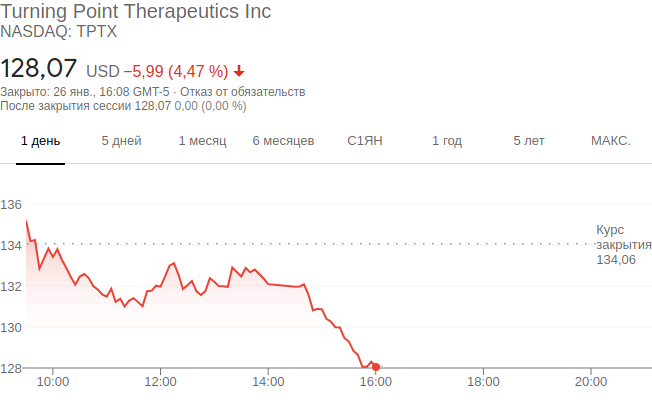 Turning Point Therapeutics Inc
NASDAQ: TPTX
128,07 USD −5,99 (4,47 %)
Закрыто: 26 янв., 16:08 GMT-5 · Отказ от обязательств
После закрытия сессии 128,07 0,00 (0,00 %)
1 день 5 дней 1 месяц 6 месяцев С1ЯН 1 год 5 лет МАКС.
136
Курс
134 закрытия
134,06
132
130
128
10:00 12:00 14:00 16:00 18:00 20:00